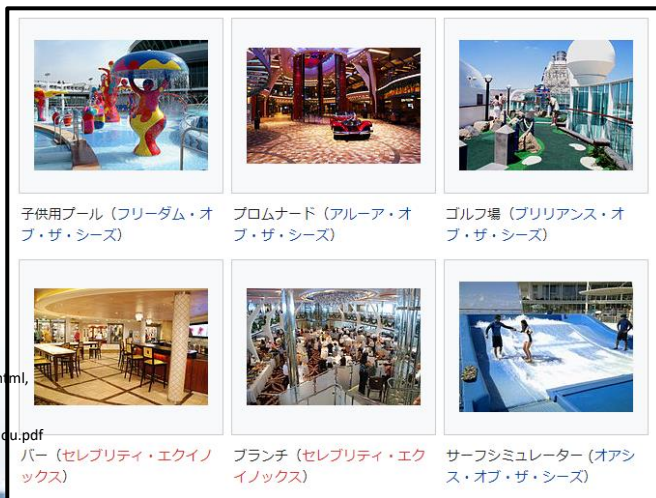 子供用プール（フリーダム・オ
ブ・ザ・シーズ）
プロムナード（アルーア・オ
ブ・ザ・シーズ）
ゴルフ場（ブリリアンス・オ
ブ・ザ・シーズ）
html,
du.pdf
バー（セレブリティ・エクイノ
ックス）
ブランチ（セレブリティ・エク
イノックス）
サーフシミュレーター (オアシ
ス・オブ・ザ・シーズ)